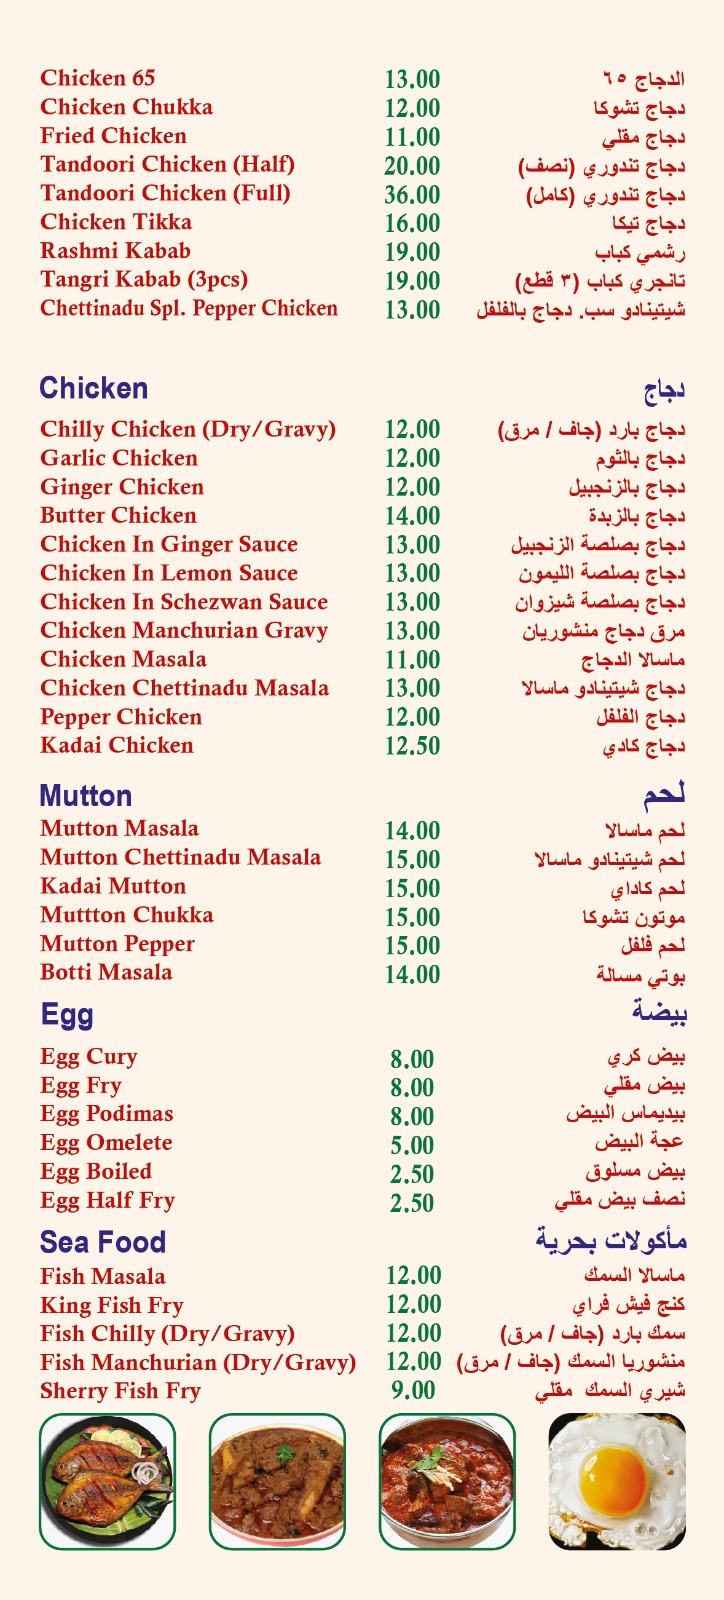 Chicken 65 13.00 الدجاج ٦٥
Chicken Chukka 12.00 دجاج تشوكا
Fried Chicken 11.00 دجاج مقلي
Tandoori Chicken (Half) 20.00 دجاج تندوري (نصف)
Tandoori Chicken (Full) 36.00 دجاج تندوري (كامل)
Chicken Tikka 16.00 دجاج تيكا
Rashmi Kabab 19.00 رشمي كباب
Tangri Kabab (3pcs) 19.00 تانجري كباب (٣ قطع)
Chettinadu Spl. Pepper Chicken 13.00 شيتينادو سب. دجاج بالفلفل
Chicken دجاج
Chilly Chicken (Dry/Gravy) 12.00 دجاج بارد (جاف / مرق)
Garlic Chicken 12.00 دجاج بالثوم
Ginger Chicken 12.00 دجاج بالزنجبيل
Butter Chicken 14.00 دجاج بالزبدة
Chicken In Ginger Sauce 13.00 دجاج بصلصة الزنجبيل
Chicken In Lemon Sauce 13.00 دجاج بصلصة الليمون
Chicken In Schezwan Sauce 13.00 دجاج بصلصة شيزوان
Chicken Manchurian Gravy 13.00 مرق دجاج منشوريان
Chicken Masala 11.00 ماسالا الدجاج
Chicken Chettinadu Masala 13.00 دجاج شيتينادو ماسالا
Pepper Chicken 12.00 دجاج الفلفل
Kadai Chicken 12.50 دجاج كادي
Mutton لحم
Mutton Masala 14.00 لحم ماسالا
Mutton Chettinadu Masala 15.00 لحم شيتينادو ماسالا
Kadai Mutton 15.00 لحم كاداي
Muttton Chukka 15.00 موتون تشوكا
Mutton Pepper 15.00 لحم فلفل
Botti Masala 14.00 بوتي مسالة
Egg بيضة
Egg Cury 8.00 بيض كري
Egg Fry 8.00 بيض مقلي
Egg Podimas 8.00 بيديماس البيض
Egg Omelete 5.00 عجة البيض
Egg Boiled 2.50 بيض مسلوق
Egg Half Fry 2.50 نصف بيض مقلي
Sea Food مأكولات بحرية
Fish Masala 12.00 ماسالا السمك
King Fish Fry 12.00 كنج فيش فراي
Fish Chilly (Dry/Gravy) 12.00 سمك بارد (جاف / مرق)
Fish Manchurian (Dry/Gravy) 12.00 منشوريا السمك (جاف / مرق)
Sherry Fish Fry 9.00 شيري السمك مقلي